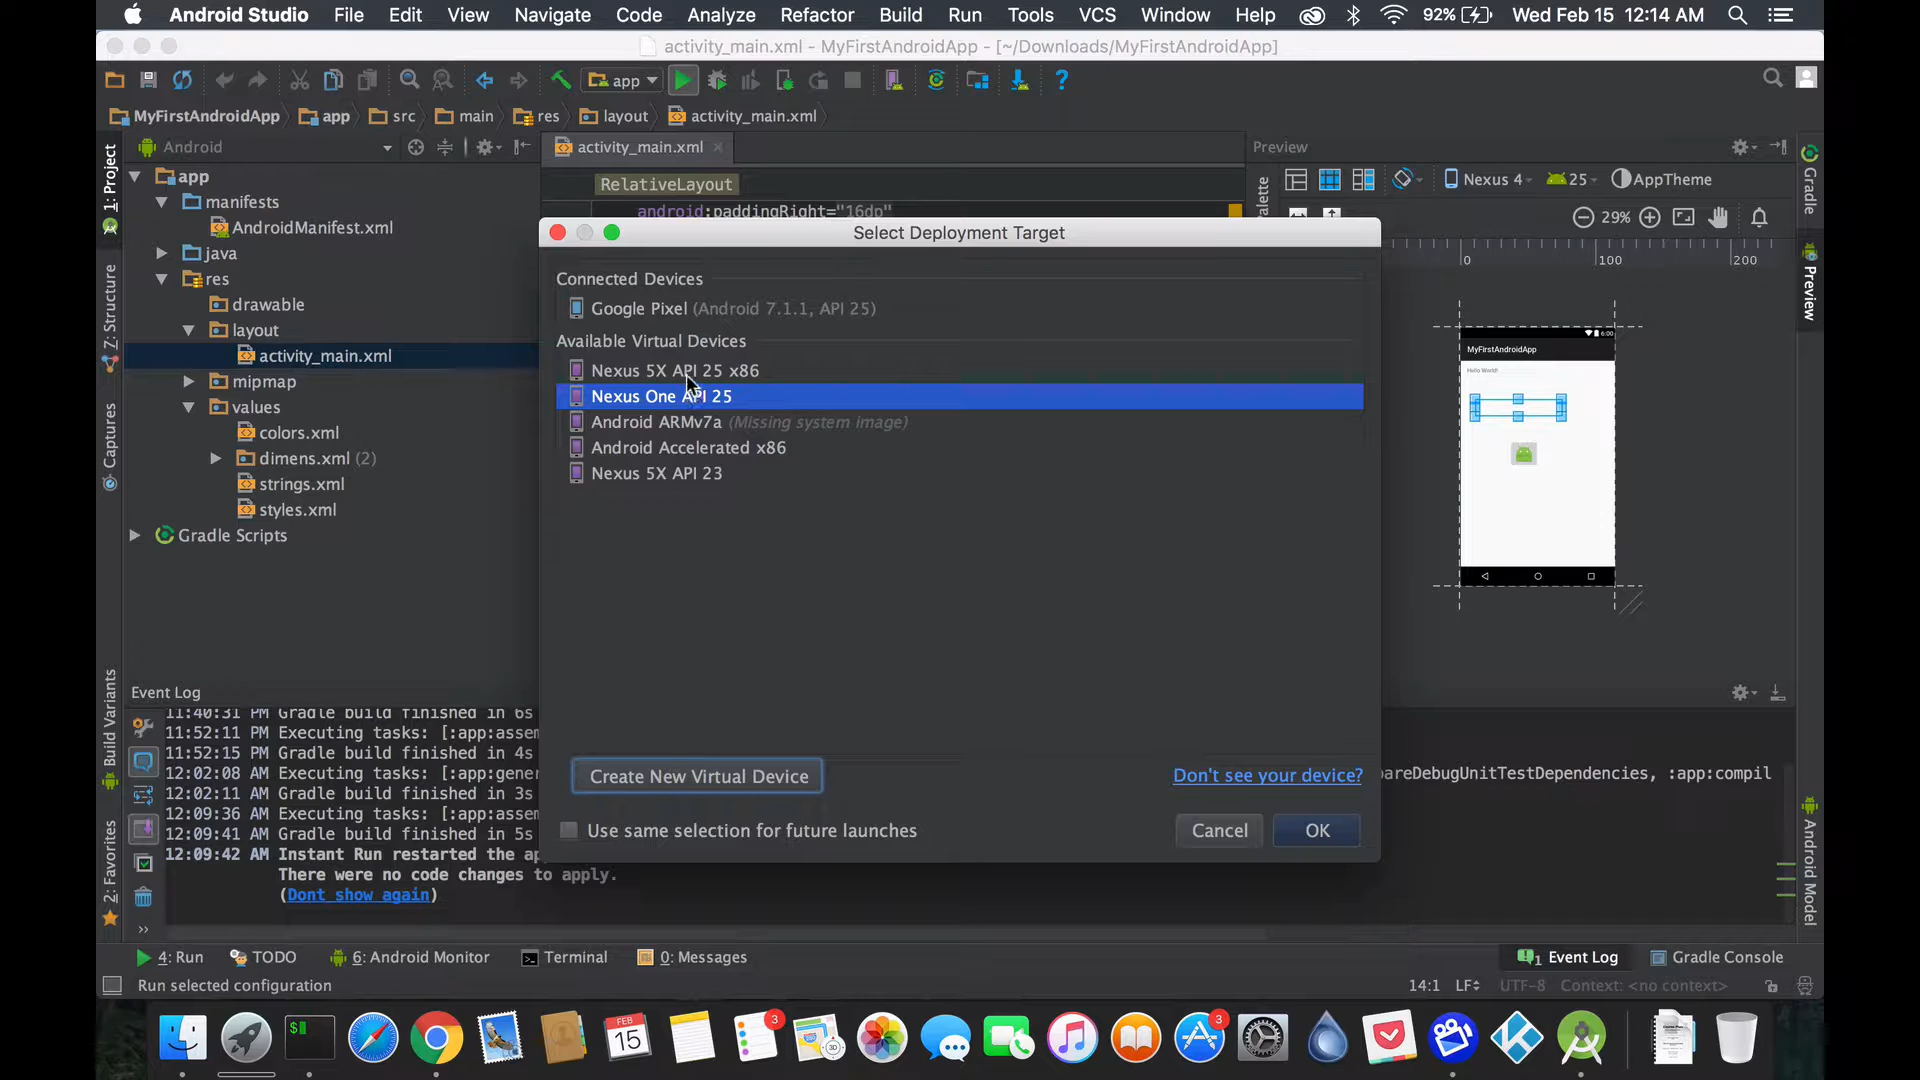 Android Studio File Edit View Navigate Code Analyze Refactor Build Run Tools VCS Window Help 92% Wed Feb 15 12:14 AM
activity_main.xml - MyFirstAndroidApp - [~/Downloads/MyFirstAndroidApp]
app
MyFirstAndroidApp app src main res layout activity_main.xml
1: Project
Z: Structure
Captures
Build Variants
2: Favorites
Android
app
manifests
AndroidManifest.xml
java
res
drawable
layout
activity_main.xml
mipmap
values
colors.xml
dimens.xml (2)
strings.xml
styles.xml
Gradle Scripts
activity_main.xml
RelativeLayout
android:paddingRight="16dp"
Preview
Palette
Nexus 4 25 AppTheme
29%
0 100 200
6:00
MyFirstAndroidApp
Hello World!
Gradle
Preview
Android Model
Select Deployment Target
Connected Devices
Google Pixel (Android 7.1.1, API 25)
Available Virtual Devices
Nexus 5X API 25 x86
Nexus One API 25
Android ARMv7a (Missing system image)
Android Accelerated x86
Nexus 5X API 23
Create New Virtual Device
Don't see your device?
Use same selection for future launches
Cancel
OK
Event Log
11:40:31 PM Gradle build finished in 6s
11:52:11 PM Executing tasks: [:app:assem
11:52:15 PM Gradle build finished in 4s
12:02:08 AM Executing tasks: [:app:gener
pareDebugUnitTestDependencies, :app:compil
12:02:11 AM Gradle build finished in 3s
12:09:36 AM Executing tasks: [:app:assem
12:09:41 AM Gradle build finished in 5s
12:09:42 AM Instant Run restarted the ap
There were no code changes to apply.
(Dont show again)
4: Run TODO 6: Android Monitor Terminal 0: Messages 1 Event Log Gradle Console
Run selected configuration 14:1 LF UTF-8 Context: <no context>
$
FEB
15
3
3D
3